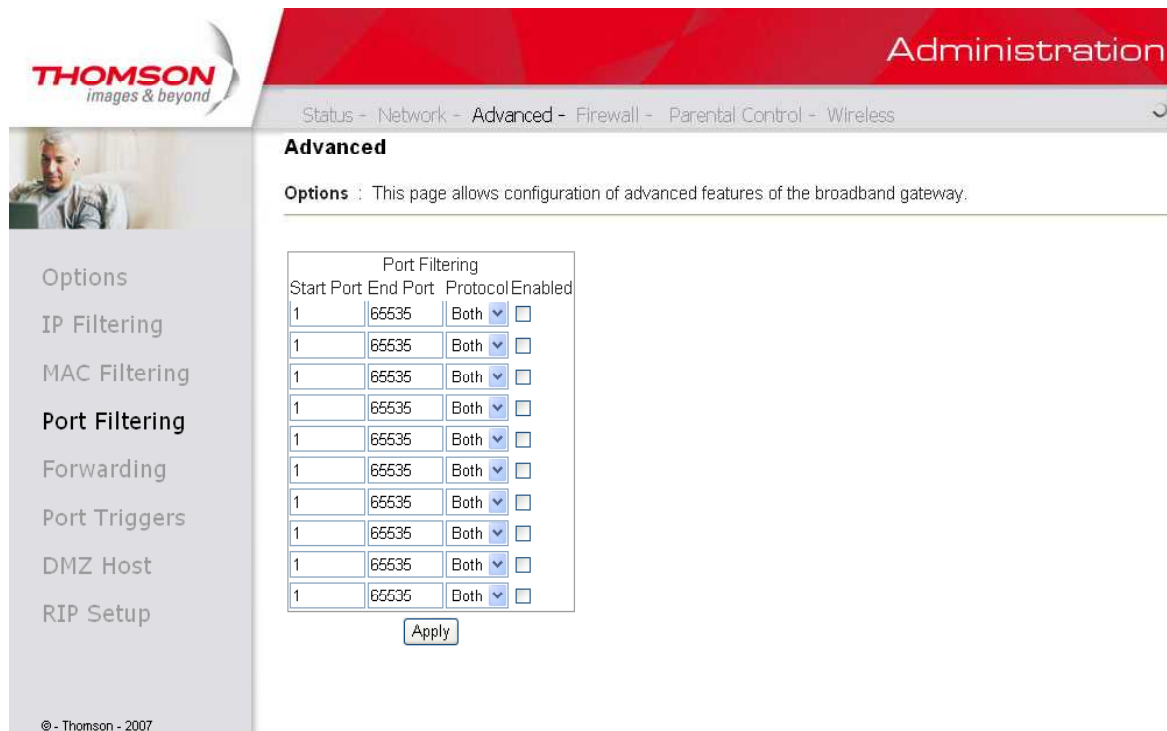 THOMSON
images & beyond
Administration
Status - Network - Advanced - Firewall - Parental Control - Wireless
Advanced
Options : This page allows configuration of advanced features of the broadband gateway.
Options
IP Filtering
MAC Filtering
Port Filtering
Forwarding
Port Triggers
DMZ Host
RIP Setup
Port Filtering
Start Port End Port Protocol Enabled
1 65535 Both
1 65535 Both
1 65535 Both
1 65535 Both
1 65535 Both
1 65535 Both
1 65535 Both
1 65535 Both
1 65535 Both
1 65535 Both
Apply
© - Thomson - 2007